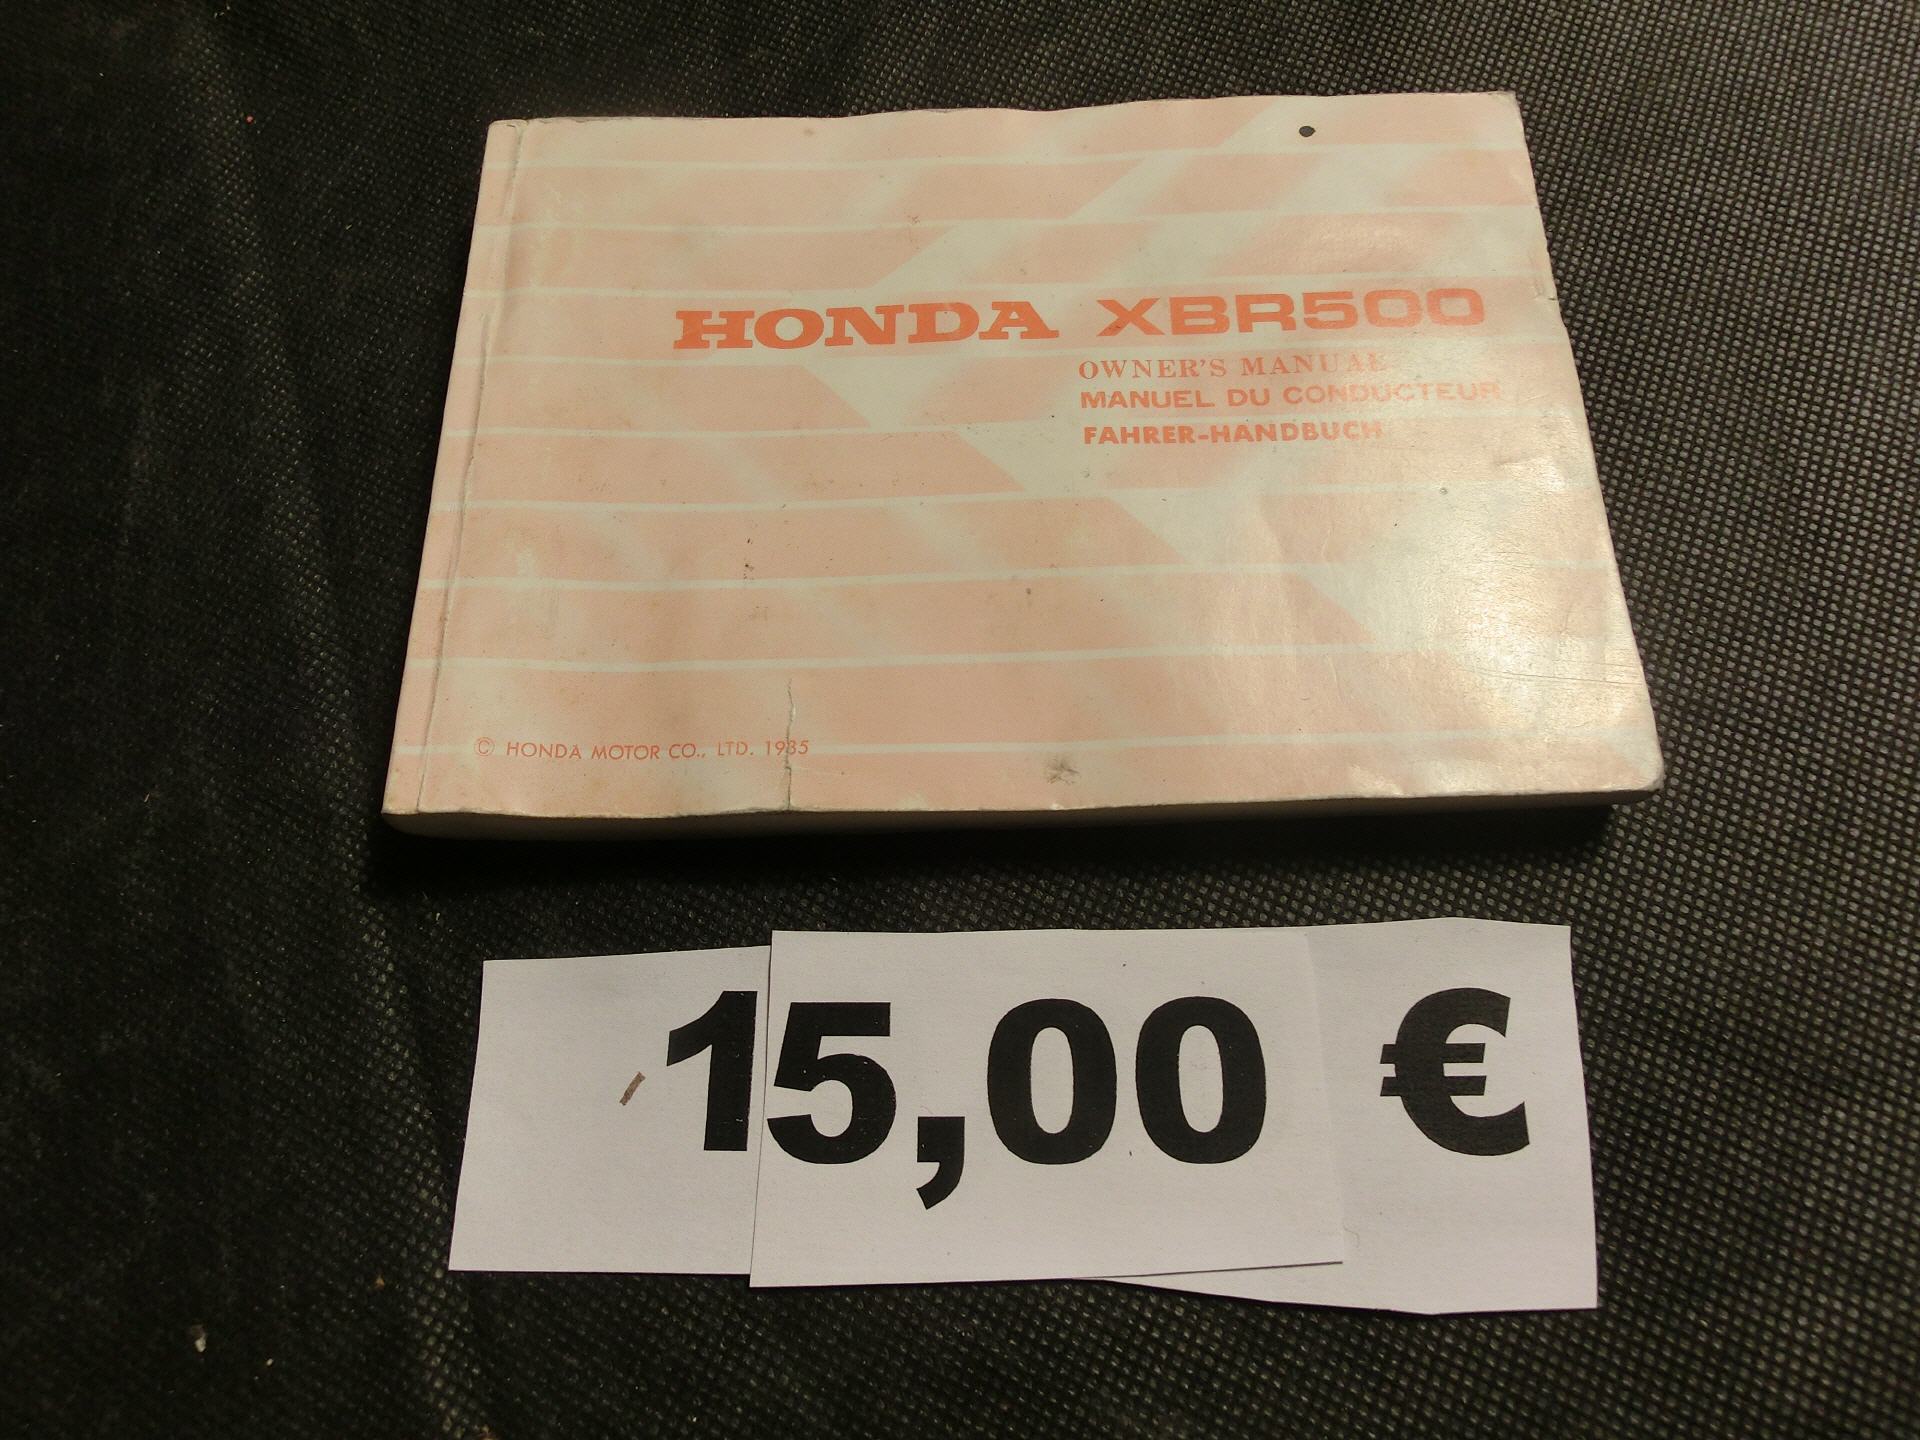 HONDA XBR500
OWNER'S MANUAL
MANUEL DU CONDUCTEUR
FAHRER-HANDBUCH
© HONDA MOTOR CO., LTD. 1985
15,00 €